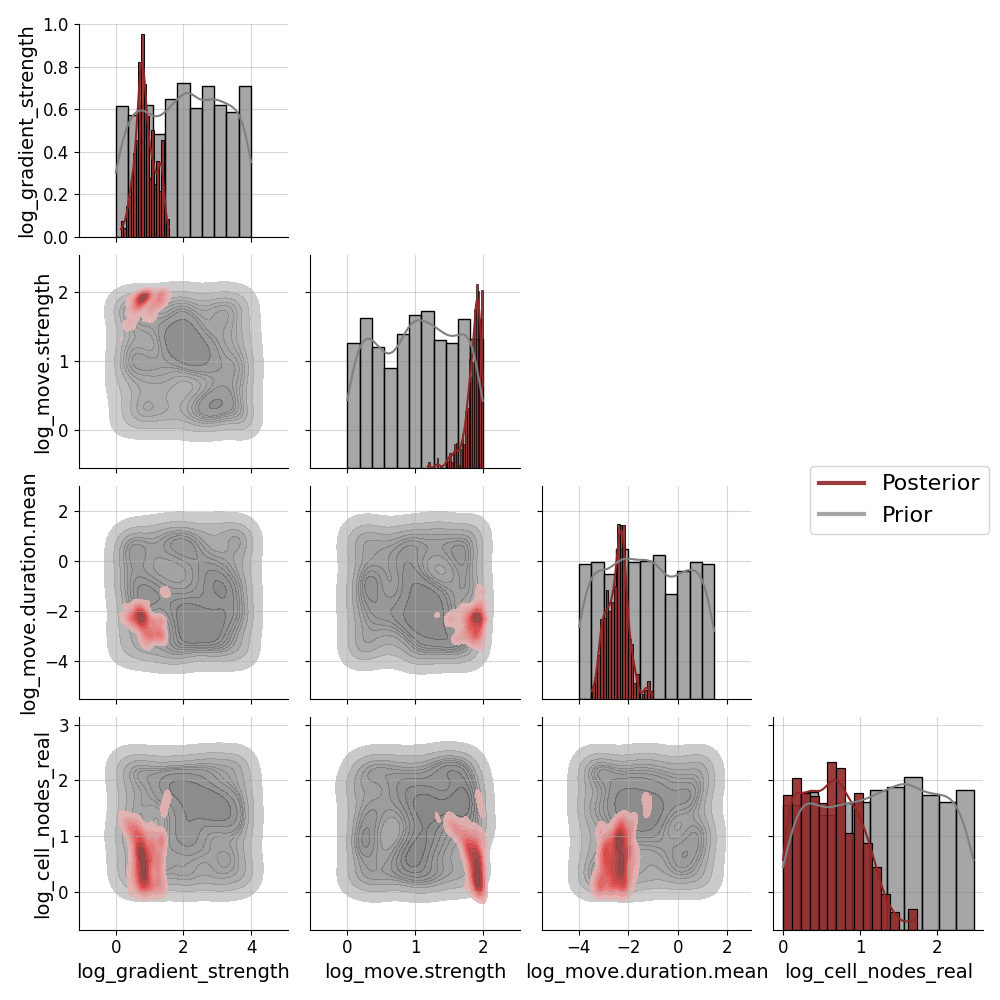 1.0
0.8
0.6
0.4
0.2
0.0
log_gradient_strength
2
1
0
log_move.strength
2
0
−2
−4
log_move.duration.mean
Posterior
Prior
3
2
1
0
log_cell_nodes_real
0 2 4
0 1 2
−4 −2 0 2
0 1 2
log_gradient_strength
log_move.strength
log_move.duration.mean
log_cell_nodes_real